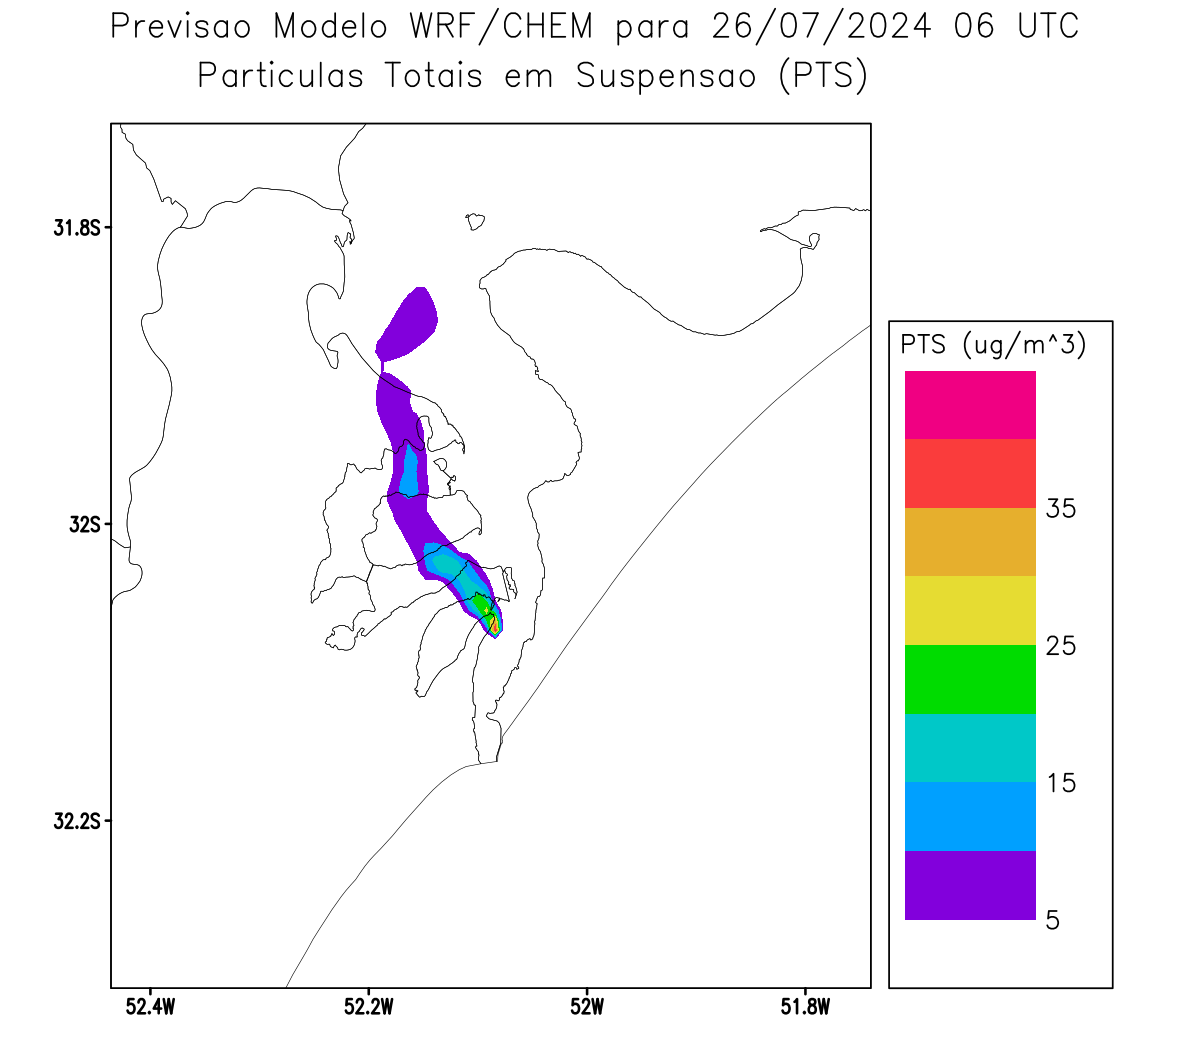 Previsao Modelo WRF/CHEM para 26/07/2024 06 UTC
Particulas Totais em Suspensao (PTS)
31.8S
32S
32.2S
52.4W
52.2W
52W
51.8W
PTS (ug/m^3)
35
25
15
5